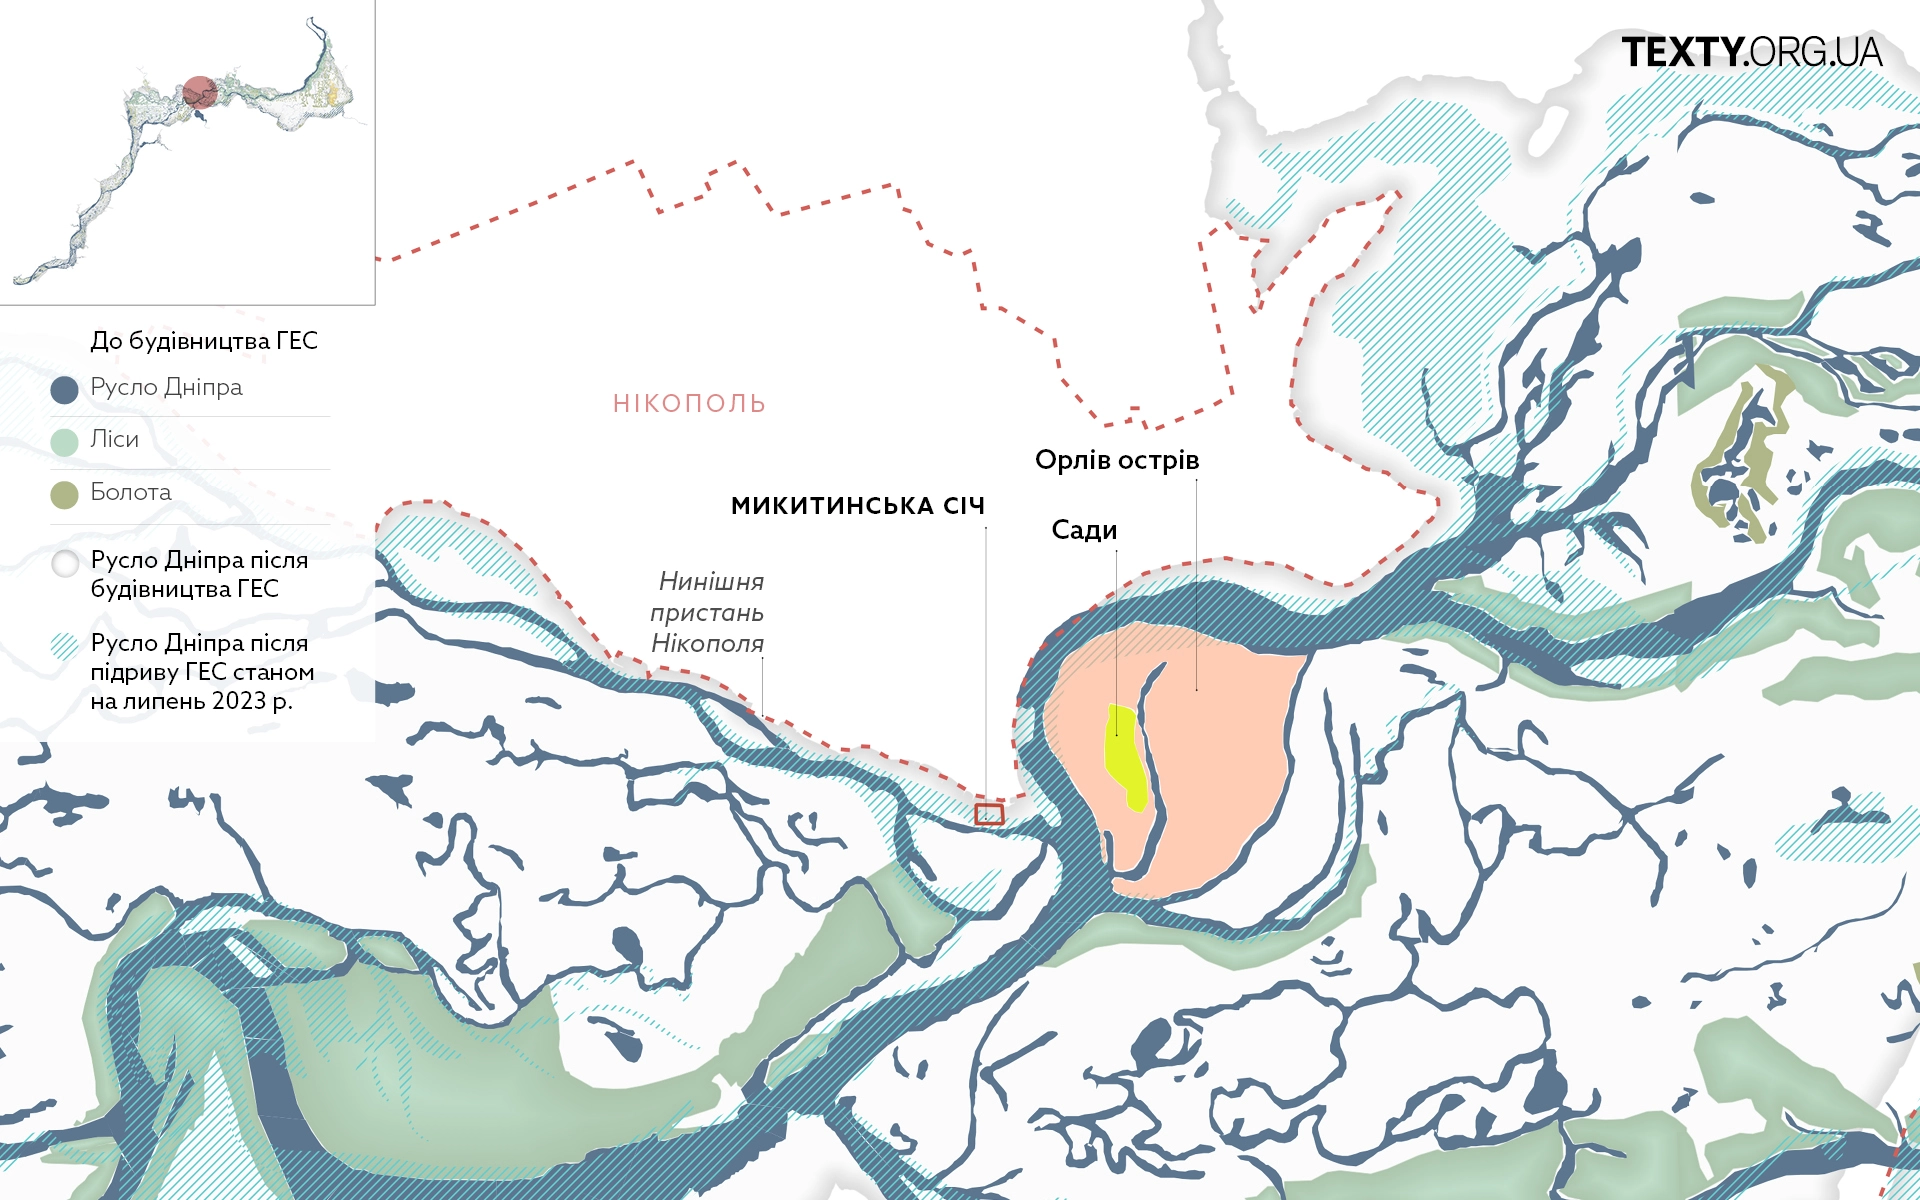 TEXTY.ORG.UA
До будівництва ГЕС
Русло Дніпра
Ліси
Болота
Русло Дніпра після
будівництва ГЕС
Русло Дніпра після
підриву ГЕС станом
на липень 2023 р.
НІКОПОЛЬ
Орлів острів
МИКИТИНСЬКА СІЧ
Сади
Нинішня
пристань
Нікополя